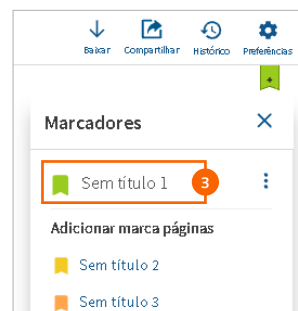 Baixar Compartilhar Histórico Preferências
Marcadores
Sem título 1 3
Adicionar marca páginas
Sem título 2
Sem título 3